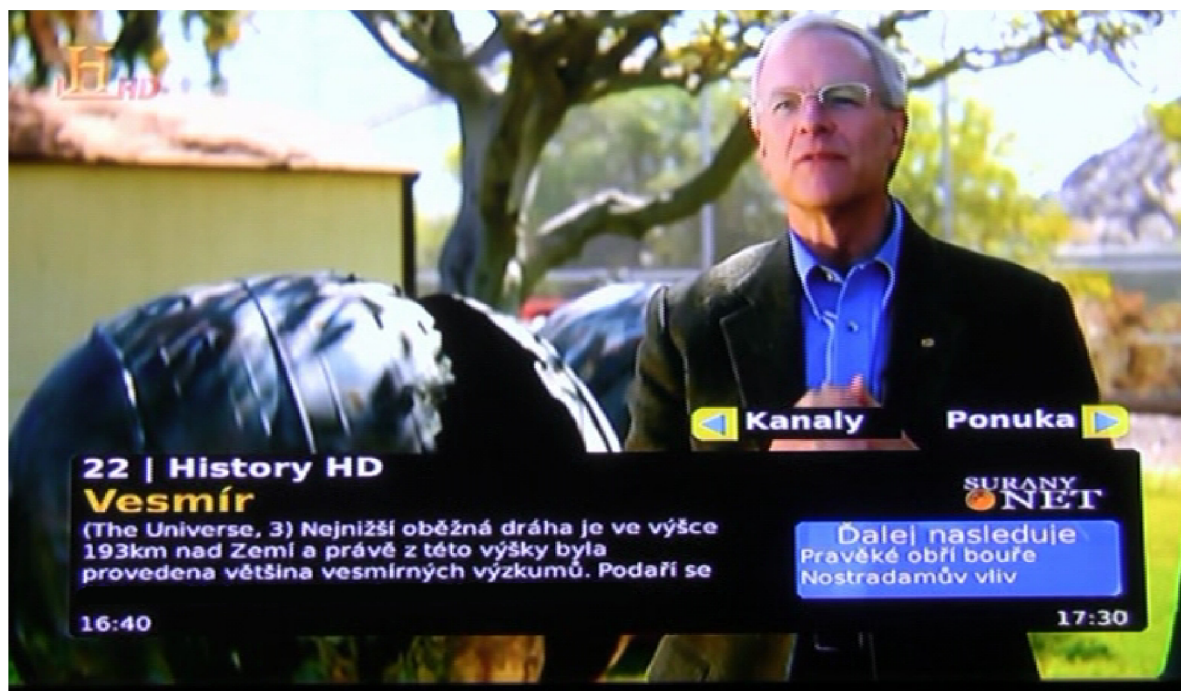 H
HD
Kanaly Ponuka
22 | History HD
Vesmír
(The Universe, 3) Nejnižší oběžná dráha je ve výšce
193km nad Zemí a právě z této výšky byla
provedena většina vesmírných výzkumů. Podaří se
16:40
SURANY
NET
Ďalej nasleduje
Pravěké obří bouře
Nostradamův vliv
17:30